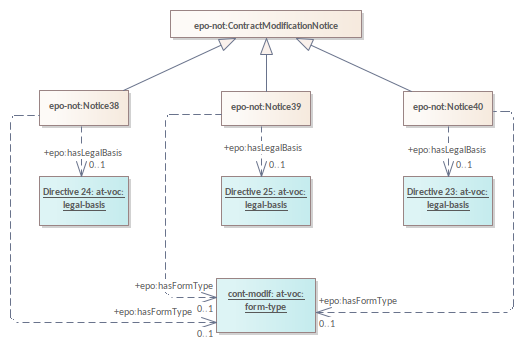 epo-not:ContractModificationNotice
epo-not:Notice38
epo-not:Notice39
epo-not:Notice40
+epo:hasLegalBasis
0..1
+epo:hasLegalBasis
0..1
+epo:hasLegalBasis
0..1
Directive 24: at-voc:
legal-basis
Directive 25: at-voc:
legal-basis
Directive 23: at-voc:
legal-basis
+epo:hasFormType
0..1
+epo:hasFormType
0..1
cont-modif: at-voc:
form-type
+epo:hasFormType
0..1